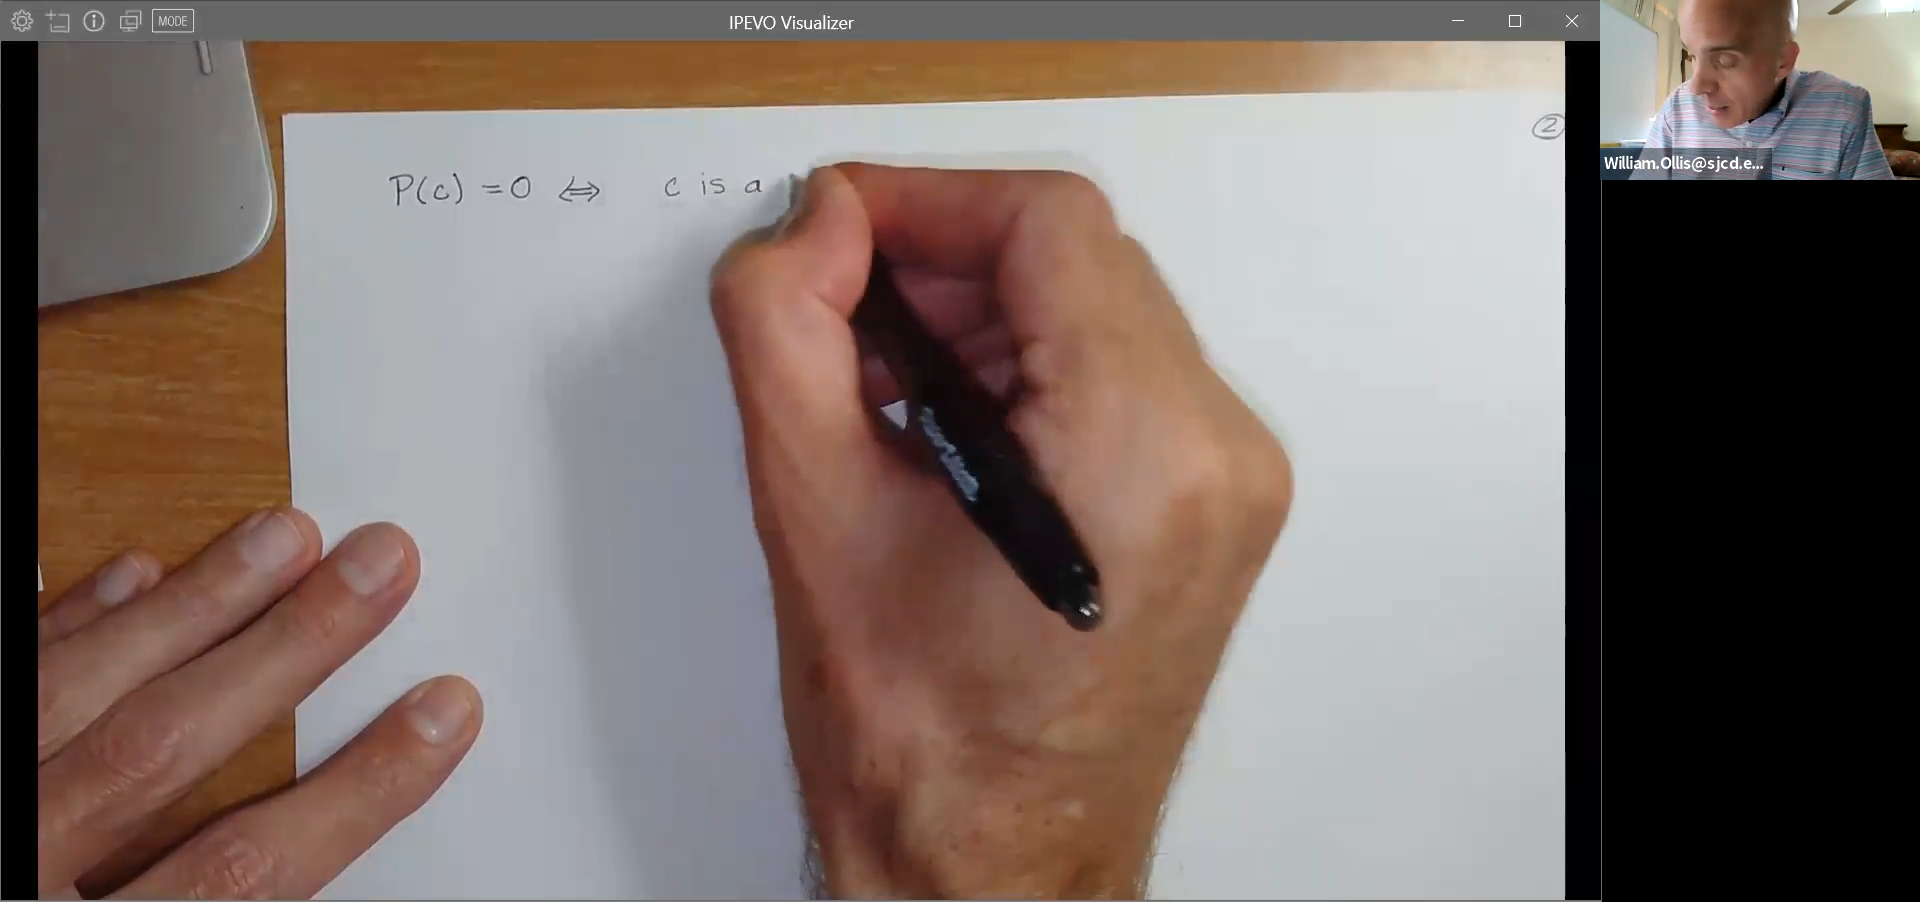 MODE IPEVO Visualizer
2
P(c) = 0 ⇔ c is a
William.Ollis@sjcd.e...